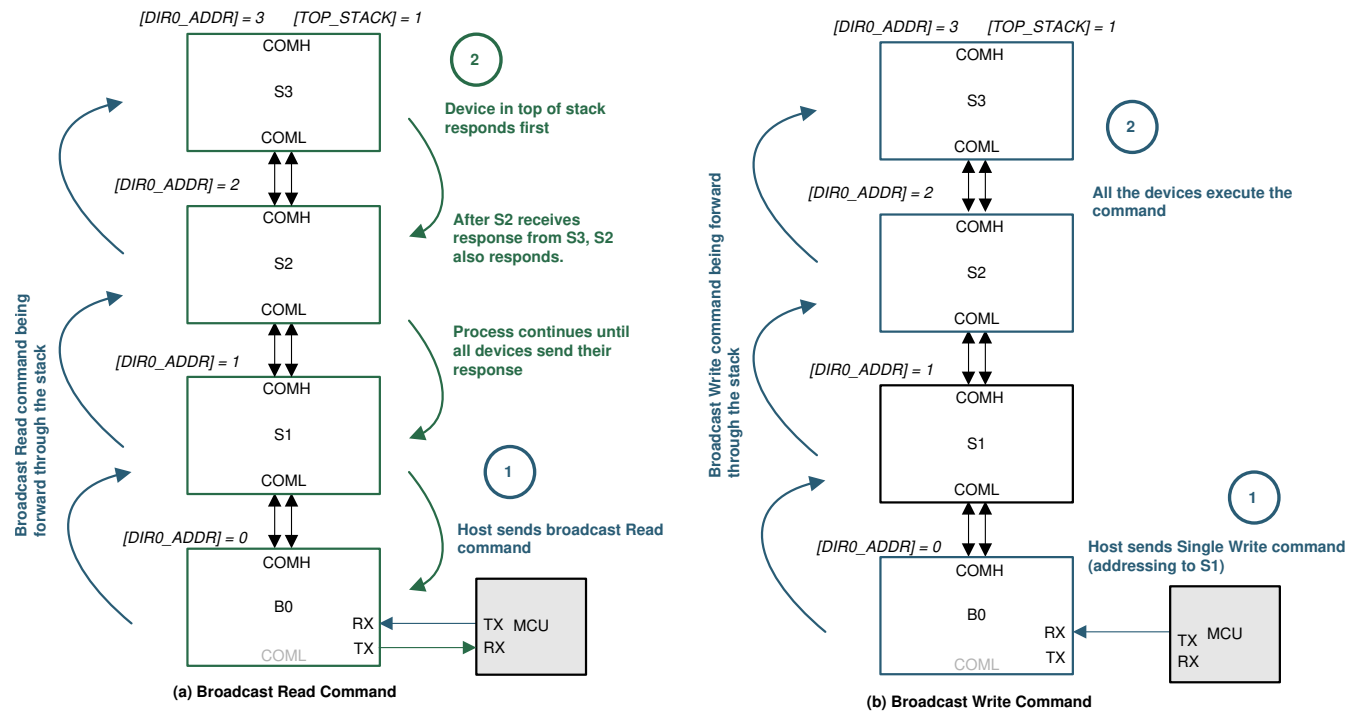 [DIR0_ADDR] = 3 [TOP_STACK] = 1
COMH
S3
COML
2
Device in top of stack
responds first
[DIR0_ADDR] = 2
COMH
S2
COML
After S2 receives
response from S3, S2
also responds.
[DIR0_ADDR] = 1
COMH
S1
COML
Process continues until
all devices send their
response
1
Host sends broadcast Read
command
[DIR0_ADDR] = 0
COMH
B0
RX
TX
COML
TX MCU
RX
Broadcast Read command being
forward through the stack
(a) Broadcast Read Command
[DIR0_ADDR] = 3 [TOP_STACK] = 1
COMH
S3
COML
2
All the devices execute the
command
[DIR0_ADDR] = 2
COMH
S2
COML
[DIR0_ADDR] = 1
COMH
S1
COML
1
Host sends Single Write command
(addressing to S1)
[DIR0_ADDR] = 0
COMH
B0
RX
TX
COML
TX MCU
RX
Broadcast Write command being forward
through the stack
(b) Broadcast Write Command